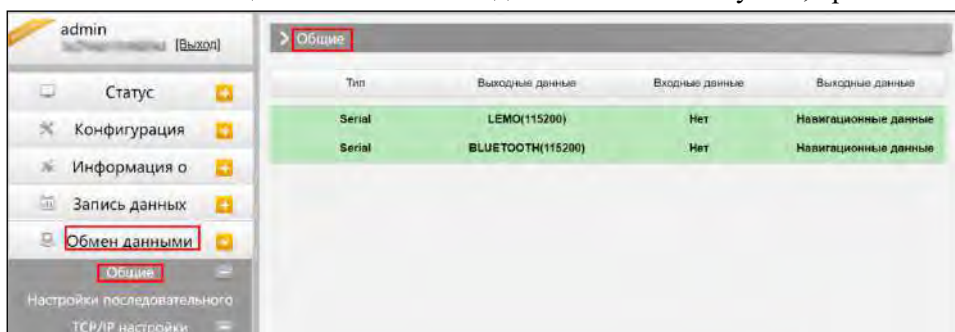 admin
[Выход]
Общие
Статус
Конфигурация
Информация о
Запись данных
Обмен данными
Общие
Настройки последовательного
TCP/IP настройки
Тип Выходные данные Входные данные Выходные данные
Serial LEMO(115200) Нет Навигационные данные
Serial BLUETOOTH(115200) Нет Навигационные данные